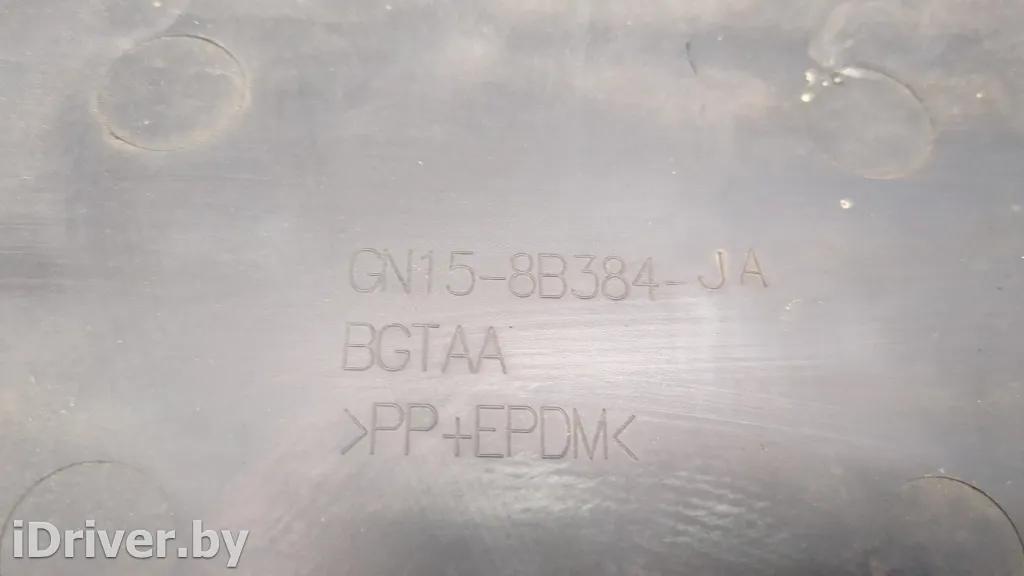 GN15-8B384-JA
BGTAA
>PP+EPDM<
iDriver.by